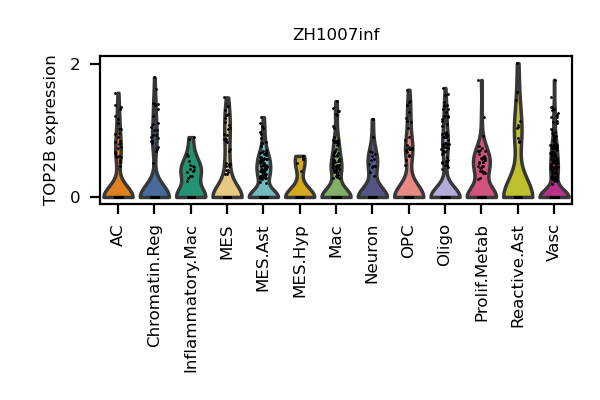 ZH1007inf
TOP2B expression
2
0
AC
Chromatin.Reg
Inflammatory.Mac
MES
MES.Ast
MES.Hyp
Mac
Neuron
OPC
Oligo
Prolif.Metab
Reactive.Ast
Vasc